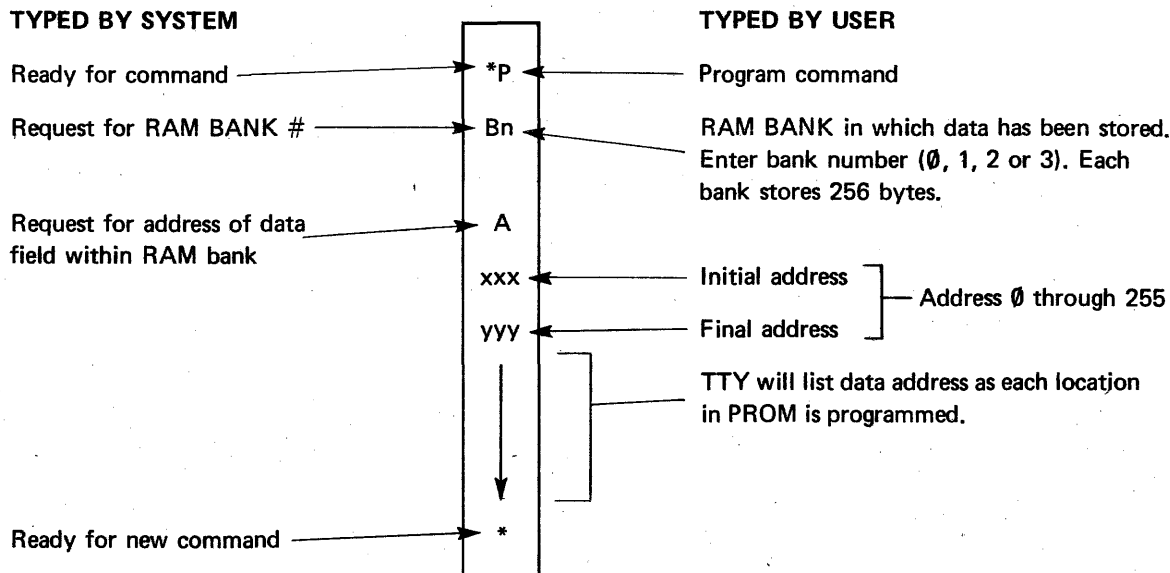 TYPED BY SYSTEM
TYPED BY USER
Ready for command
*P
Program command
Request for RAM BANK #
Bn
RAM BANK in which data has been stored.
Enter bank number (Ø, 1, 2 or 3). Each
bank stores 256 bytes.
Request for address of data
field within RAM bank
A
xxx
Initial address
Address Ø through 255
yyy
Final address
TTY will list data address as each location
in PROM is programmed.
Ready for new command
*